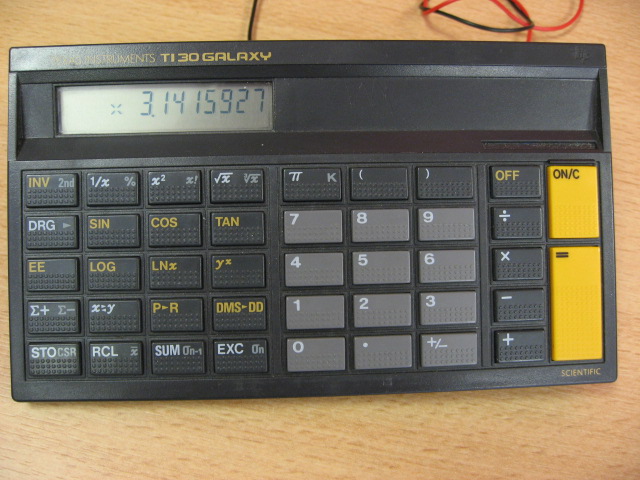 INSTRUMENTS TI30 GALAXY
× 3.1415927
INV 2nd 1/x % x² x! √x ∛x π K ( ) OFF ON/C
DRG ► SIN COS TAN 7 8 9 ÷
EE LOG LNx yˣ 4 5 6 × =
Σ+ Σ− x⇄y P►R DMS►DD 1 2 3 −
STO CSR RCL x̄ SUM σn-1 EXC σn 0 . +/− +
SCIENTIFIC